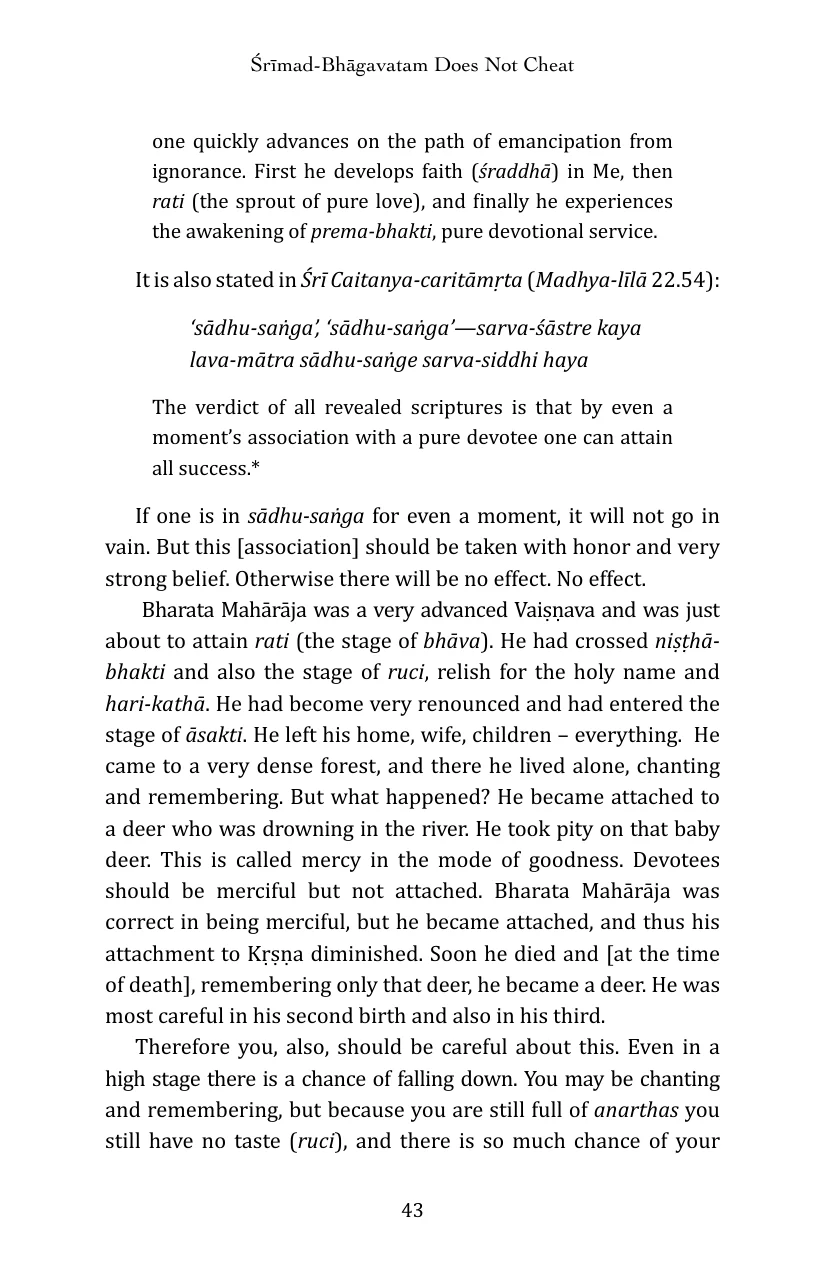 Śrīmad-Bhāgavatam Does Not Cheat
one quickly advances on the path of emancipation from
ignorance. First he develops faith (śraddhā) in Me, then
rati (the sprout of pure love), and finally he experiences
the awakening of prema-bhakti, pure devotional service.
It is also stated in Śrī Caitanya-caritāmṛta (Madhya-līlā 22.54):
‘sādhu-saṅga’, ‘sādhu-saṅga’—sarva-śāstre kaya
lava-mātra sādhu-saṅge sarva-siddhi haya
The verdict of all revealed scriptures is that by even a
moment’s association with a pure devotee one can attain
all success.*
If one is in sādhu-saṅga for even a moment, it will not go in
vain. But this [association] should be taken with honor and very
strong belief. Otherwise there will be no effect. No effect.
Bharata Mahārāja was a very advanced Vaiṣṇava and was just
about to attain rati (the stage of bhāva). He had crossed niṣṭhā-
bhakti and also the stage of ruci, relish for the holy name and
hari-kathā. He had become very renounced and had entered the
stage of āsakti. He left his home, wife, children – everything. He
came to a very dense forest, and there he lived alone, chanting
and remembering. But what happened? He became attached to
a deer who was drowning in the river. He took pity on that baby
deer. This is called mercy in the mode of goodness. Devotees
should be merciful but not attached. Bharata Mahārāja was
correct in being merciful, but he became attached, and thus his
attachment to Kṛṣṇa diminished. Soon he died and [at the time
of death], remembering only that deer, he became a deer. He was
most careful in his second birth and also in his third.
Therefore you, also, should be careful about this. Even in a
high stage there is a chance of falling down. You may be chanting
and remembering, but because you are still full of anarthas you
still have no taste (ruci), and there is so much chance of your
43